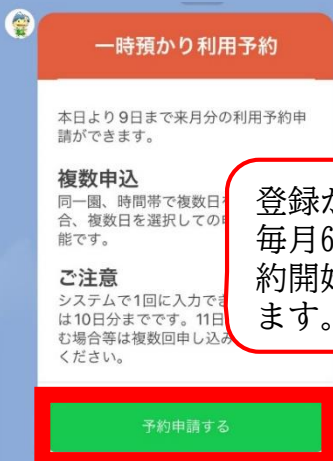 一時預かり利用予約
本日より9日まで来月分の利用予約申
請ができます。
複数申込
同一園、時間帯で複数日
合、複数日を選択しての
能です。
ご注意
システムで1回に入力でき
は10日分までです。11日
む場合等は複数回申し込み
ください。
登録が
毎月6
約開始
ます。
予約申請する